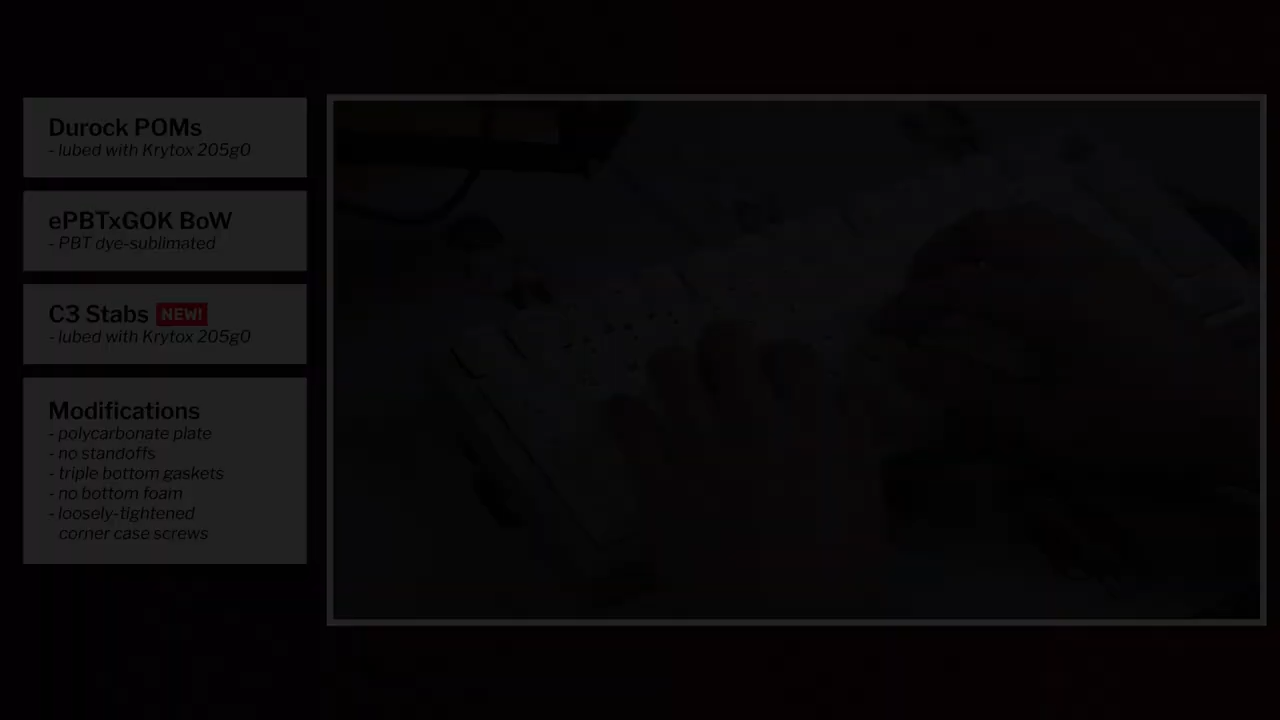 Durock POMs
- lubed with Krytox 205g0
ePBTxGOK BoW
- PBT dye-sublimated
C3 Stabs NEW!
- lubed with Krytox 205g0
Modifications
- polycarbonate plate
- no standoffs
- triple bottom gaskets
- no bottom foam
- loosely-tightened
corner case screws